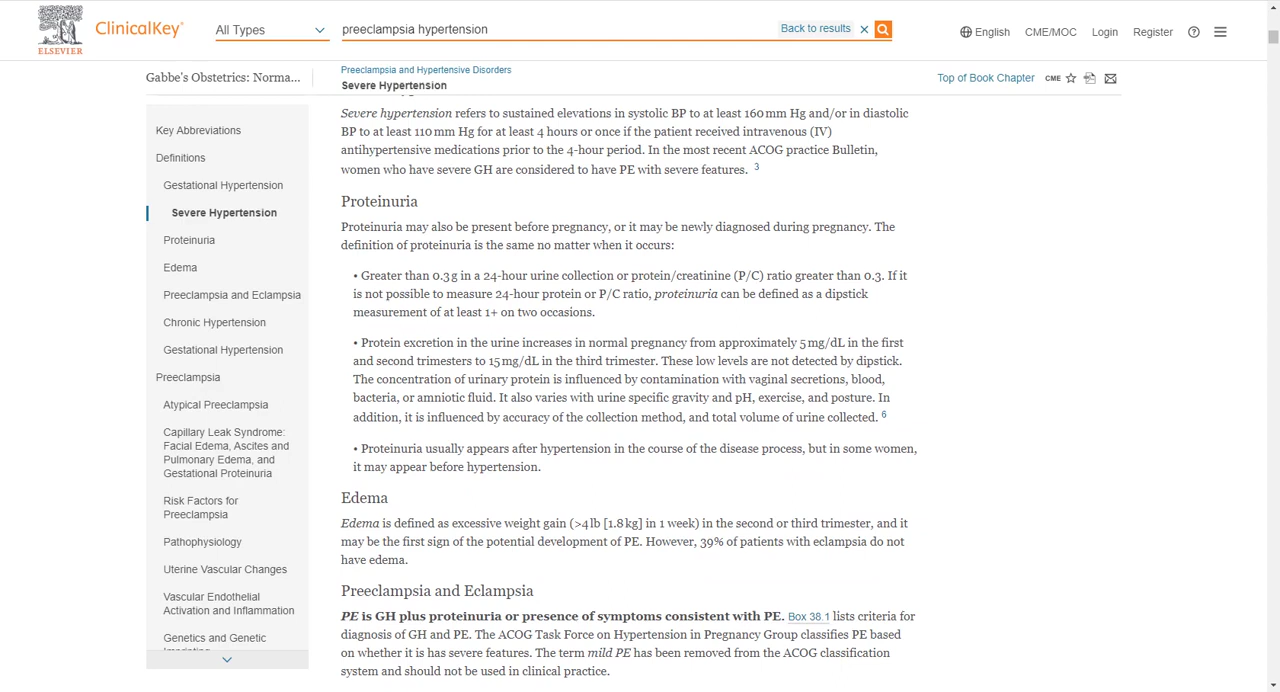 ELSEVIER
ClinicalKey®
All Types
preeclampsia hypertension
Back to results
English
CME/MOC
Login
Register
Gabbe's Obstetrics: Norma...
Preeclampsia and Hypertensive Disorders
Severe Hypertension
Top of Book Chapter
CME
Key Abbreviations
Definitions
Gestational Hypertension
Severe Hypertension
Proteinuria
Edema
Preeclampsia and Eclampsia
Chronic Hypertension
Gestational Hypertension
Preeclampsia
Atypical Preeclampsia
Capillary Leak Syndrome:
Facial Edema, Ascites and
Pulmonary Edema, and
Gestational Proteinuria
Risk Factors for
Preeclampsia
Pathophysiology
Uterine Vascular Changes
Vascular Endothelial
Activation and Inflammation
Genetics and Genetic
Severe hypertension refers to sustained elevations in systolic BP to at least 160 mm Hg and/or in diastolic
BP to at least 110 mm Hg for at least 4 hours or once if the patient received intravenous (IV)
antihypertensive medications prior to the 4-hour period. In the most recent ACOG practice Bulletin,
women who have severe GH are considered to have PE with severe features. 3
Proteinuria
Proteinuria may also be present before pregnancy, or it may be newly diagnosed during pregnancy. The
definition of proteinuria is the same no matter when it occurs:
• Greater than 0.3 g in a 24-hour urine collection or protein/creatinine (P/C) ratio greater than 0.3. If it
is not possible to measure 24-hour protein or P/C ratio, proteinuria can be defined as a dipstick
measurement of at least 1+ on two occasions.
• Protein excretion in the urine increases in normal pregnancy from approximately 5 mg/dL in the first
and second trimesters to 15 mg/dL in the third trimester. These low levels are not detected by dipstick.
The concentration of urinary protein is influenced by contamination with vaginal secretions, blood,
bacteria, or amniotic fluid. It also varies with urine specific gravity and pH, exercise, and posture. In
addition, it is influenced by accuracy of the collection method, and total volume of urine collected. 6
• Proteinuria usually appears after hypertension in the course of the disease process, but in some women,
it may appear before hypertension.
Edema
Edema is defined as excessive weight gain (>4 lb [1.8 kg] in 1 week) in the second or third trimester, and it
may be the first sign of the potential development of PE. However, 39% of patients with eclampsia do not
have edema.
Preeclampsia and Eclampsia
PE is GH plus proteinuria or presence of symptoms consistent with PE. Box 38.1 lists criteria for
diagnosis of GH and PE. The ACOG Task Force on Hypertension in Pregnancy Group classifies PE based
on whether it has severe features. The term mild PE has been removed from the ACOG classification
system and should not be used in clinical practice.